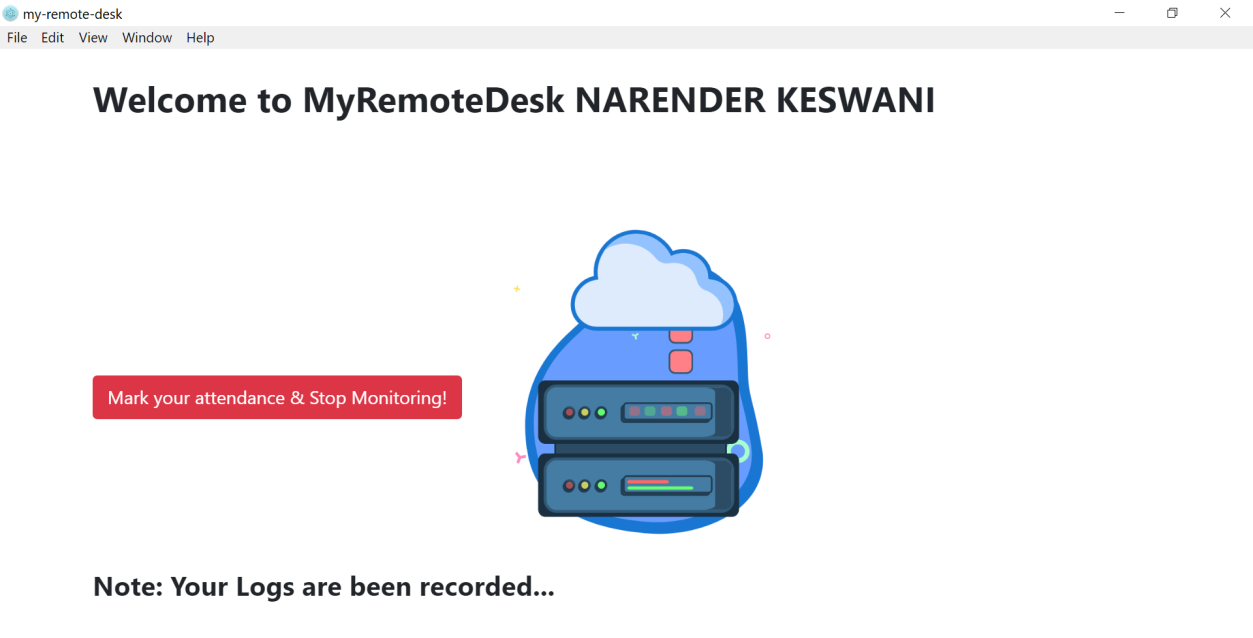 my-remote-desk
File Edit View Window Help
Welcome to MyRemoteDesk NARENDER KESWANI
Mark your attendance & Stop Monitoring!
Note: Your Logs are been recorded...